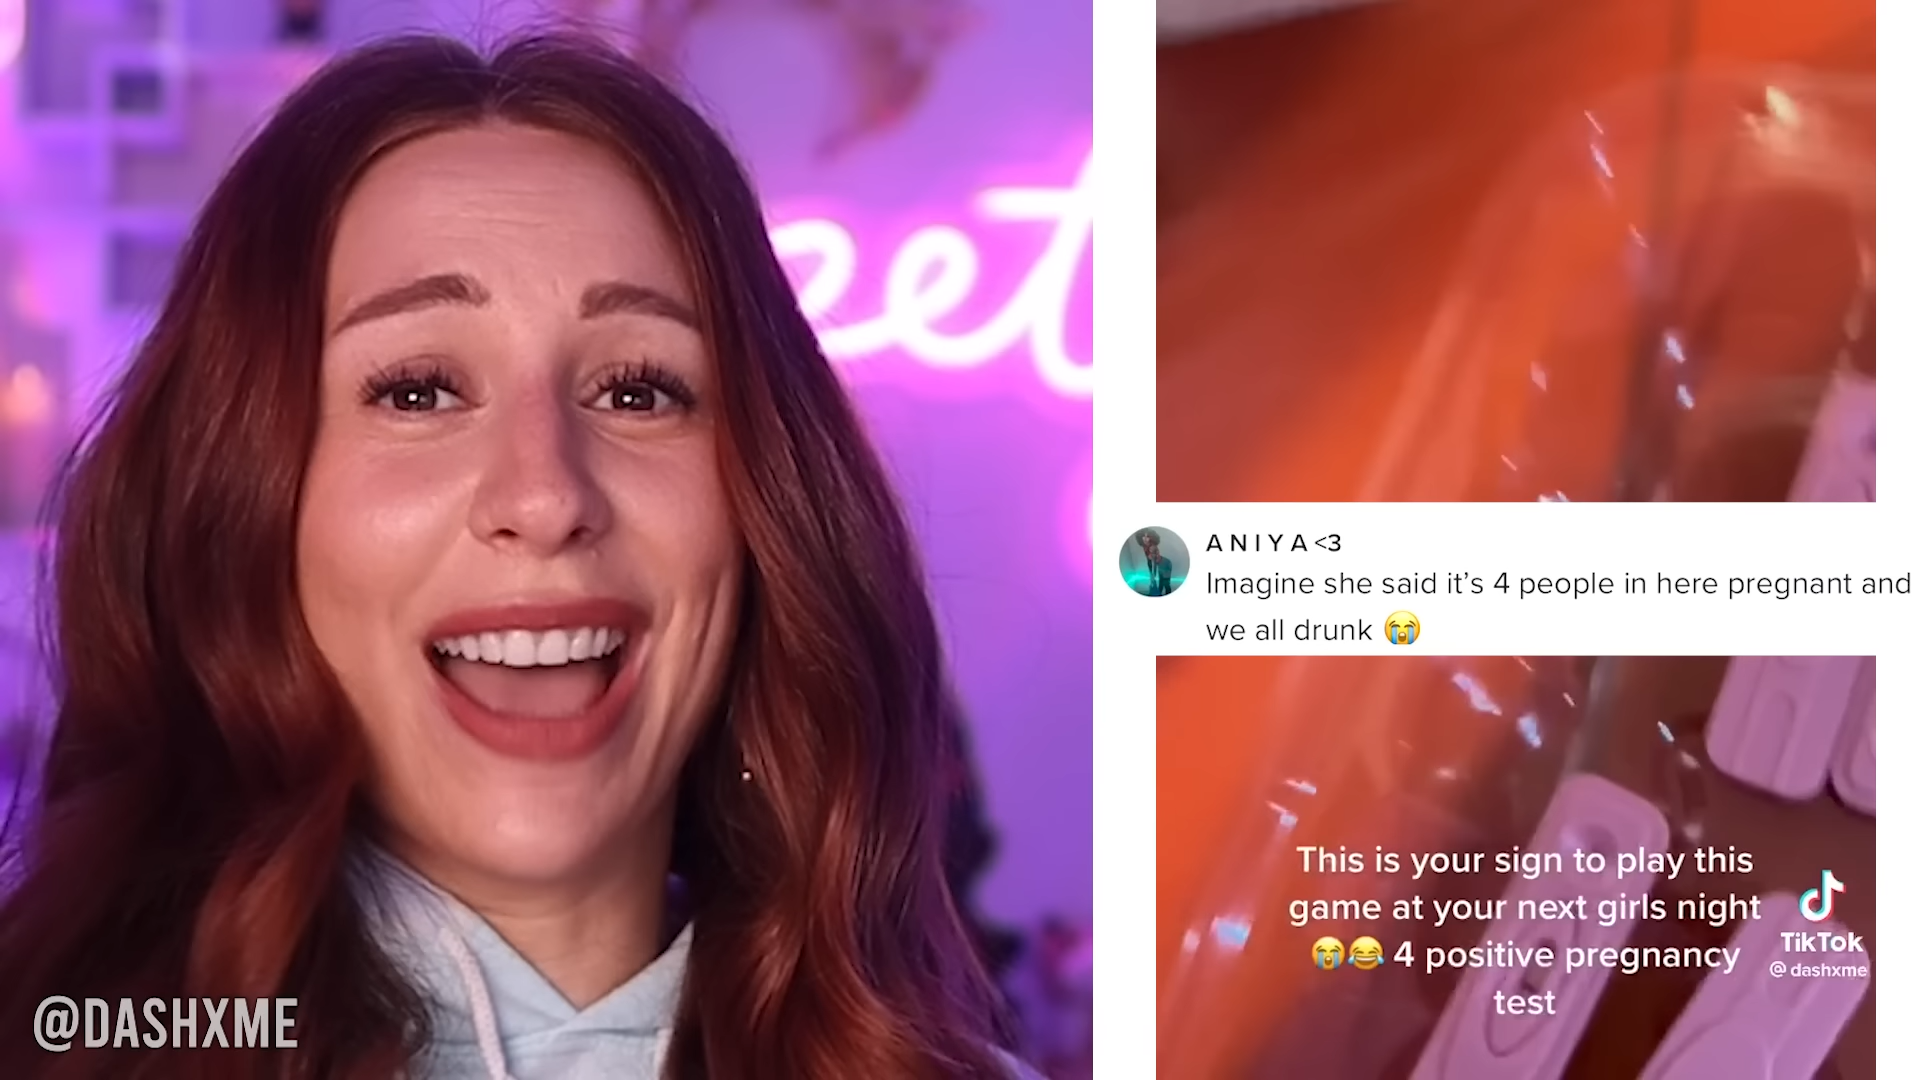 eet
A N I Y A <3
Imagine she said it’s 4 people in here pregnant and
we all drunk 😭
This is your sign to play this
game at your next girls night
😭😂 4 positive pregnancy
test
TikTok
@dashxme
@DASHXME